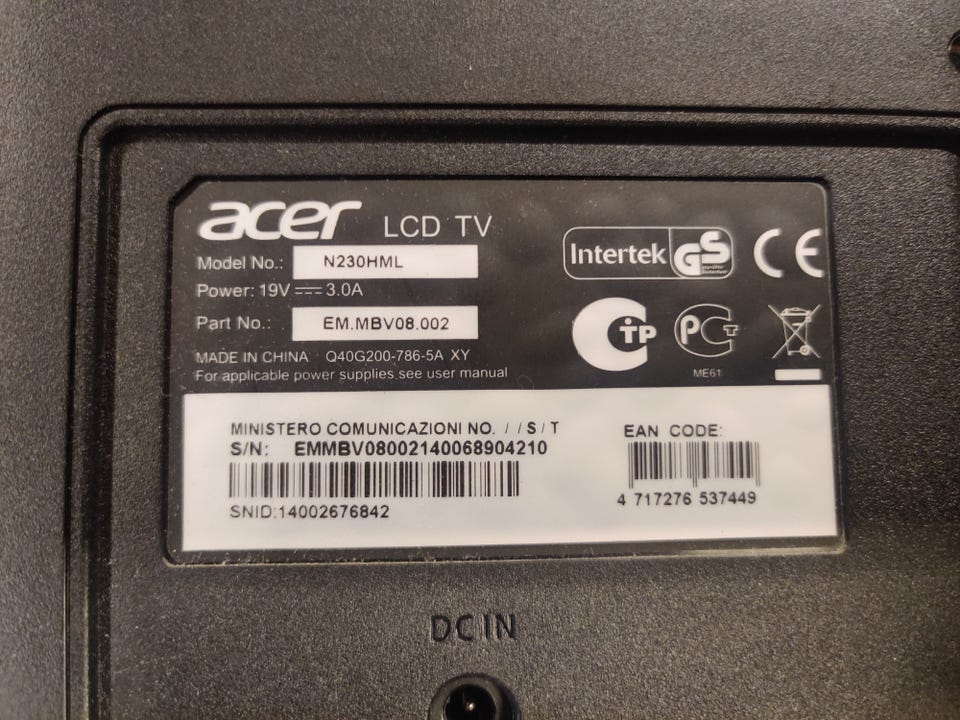 acer LCD TV
Model No.: N230HML
Power: 19V ⎓ 3.0A
Part No.: EM.MBV08.002
MADE IN CHINA Q40G200-786-5A XY
For applicable power supplies see user manual
Intertek GS
CE
C TP
PCT
ME61
MINISTERO COMUNICAZIONI NO. / / S / T
S/N: EMMBV08002140068904210
SNID:14002676842
EAN CODE:
4 717276 537449
DC IN